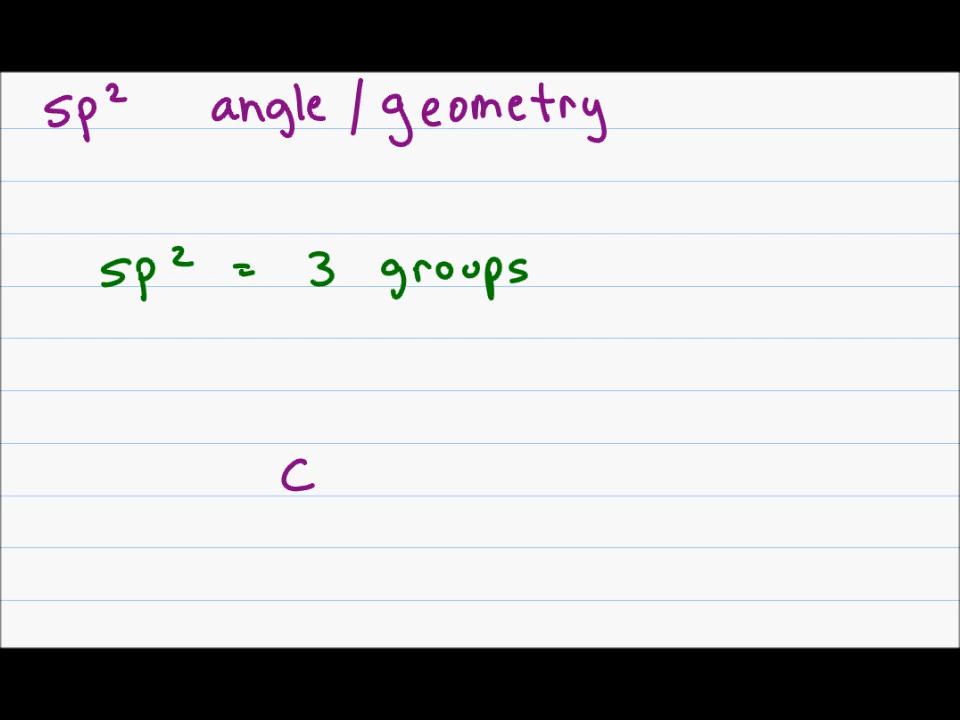 sp² angle / geometry
sp² = 3 groups
C